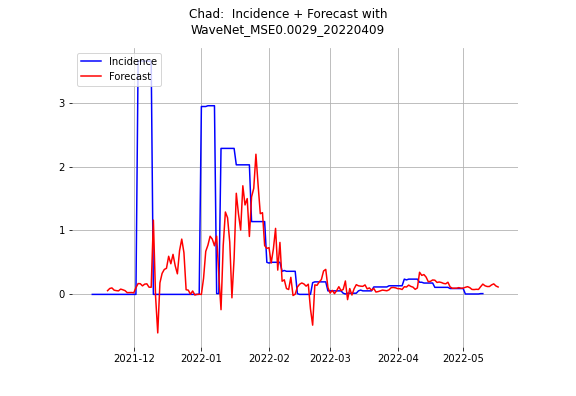 Chad:  Incidence + Forecast with
WaveNet_MSE0.0029_20220409
Incidence
Forecast
3
2
1
0
2021-12
2022-01
2022-02
2022-03
2022-04
2022-05